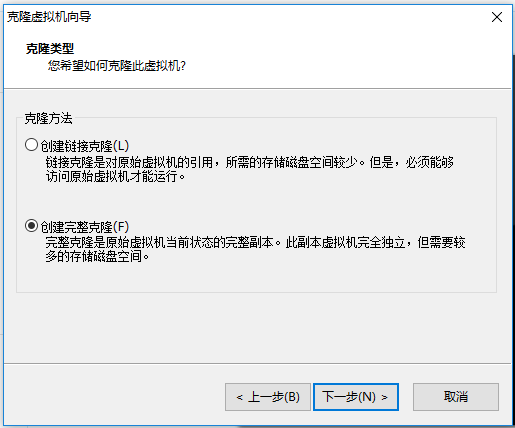 克隆虚拟机向导
克隆类型
您希望如何克隆此虚拟机?
克隆方法
创建链接克隆(L)
链接克隆是对原始虚拟机的引用，所需的存储磁盘空间较少。但是，必须能够
访问原始虚拟机才能运行。
创建完整克隆(F)
完整克隆是原始虚拟机当前状态的完整副本。此副本虚拟机完全独立，但需要较
多的存储磁盘空间。
< 上一步(B)
下一步(N) >
取消